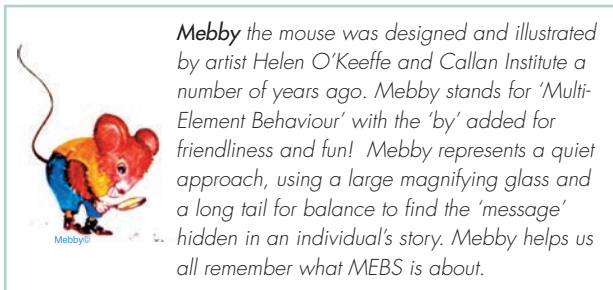 Mebby the mouse was designed and illustrated
by artist Helen O’Keeffe and Callan Institute a
number of years ago. Mebby stands for ‘Multi-
Element Behaviour’ with the ‘by’ added for
friendliness and fun!  Mebby represents a quiet
approach, using a large magnifying glass and
a long tail for balance to find the ‘message’
hidden in an individual’s story. Mebby helps us
all remember what MEBS is about.
Mebby©